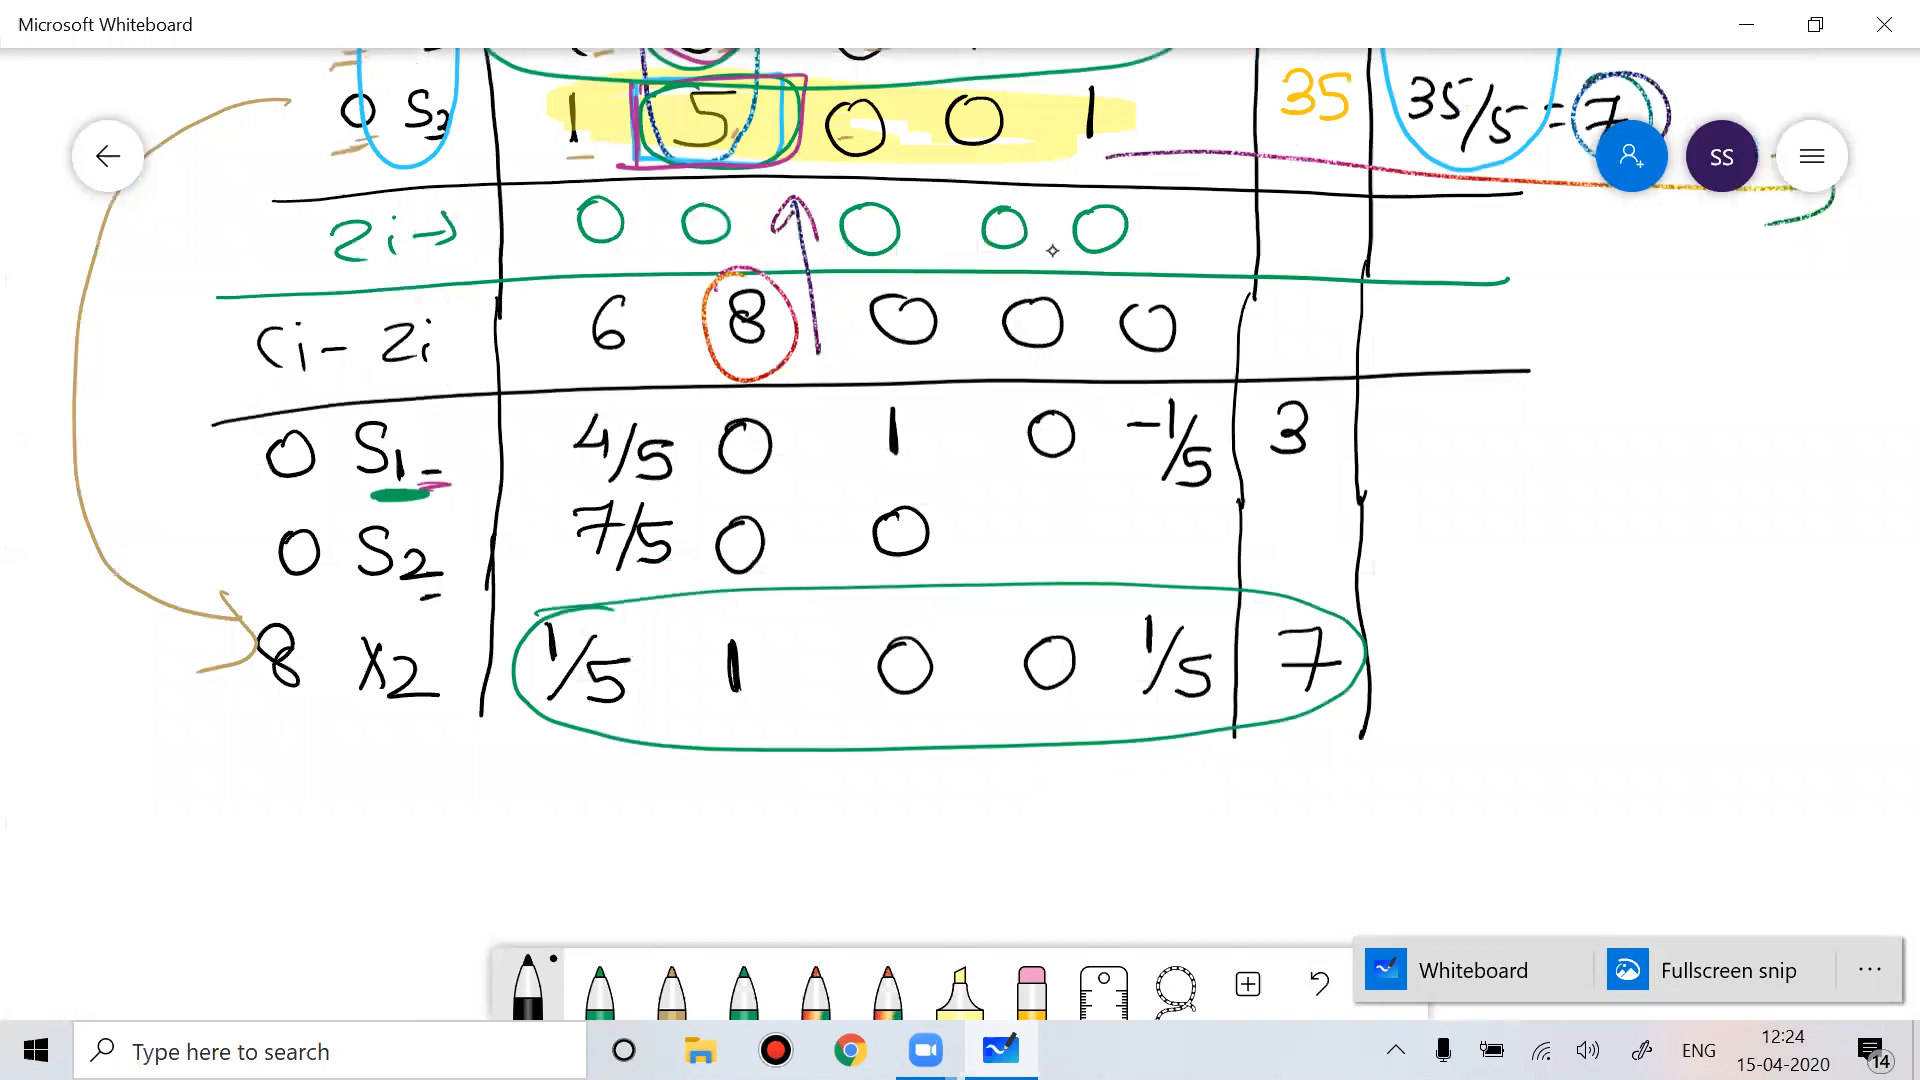 Microsoft Whiteboard
0 S3 1 5 0 0 1 35 35/5 = 7
SS
Zj → 0 0 0 0 0
Cj - Zj 6 8 0 0 0
0 S1 4/5 0 1 0 -1/5 3
0 S2 7/5 0 0
8 X2 1/5 1 0 0 1/5 7
Whiteboard Fullscreen snip
Type here to search
ENG
12:24
15-04-2020
14